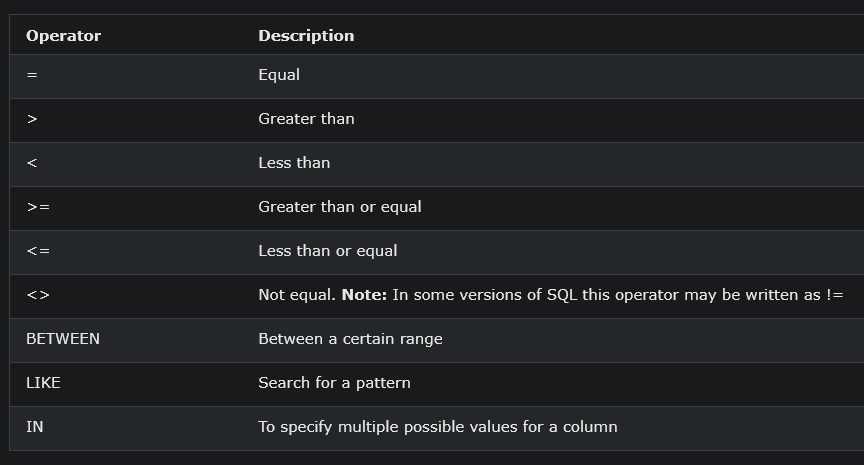 Operator Description
= Equal
> Greater than
< Less than
>= Greater than or equal
<= Less than or equal
<> Not equal. Note: In some versions of SQL this operator may be written as !=
BETWEEN Between a certain range
LIKE Search for a pattern
IN To specify multiple possible values for a column